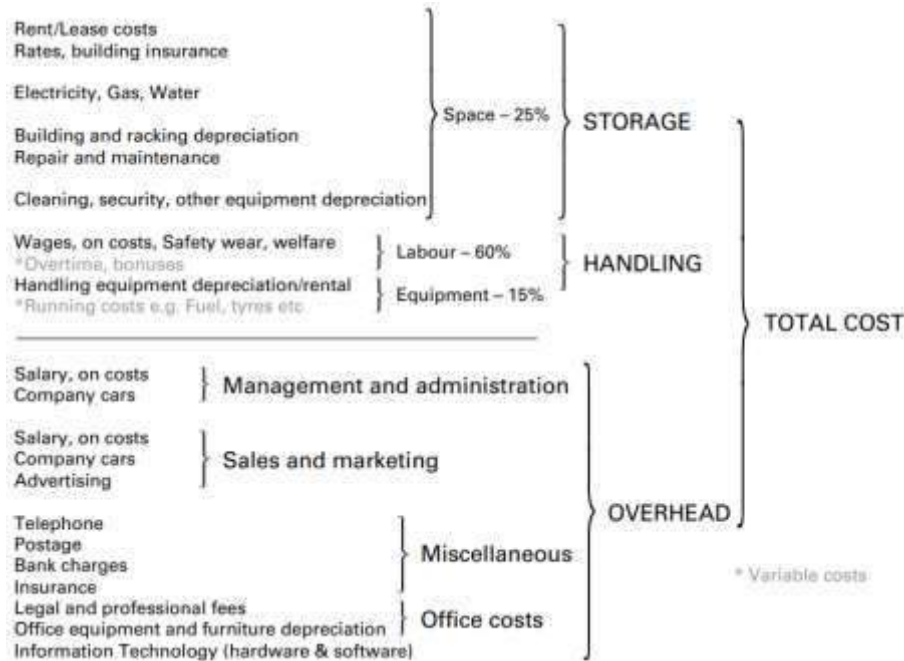 Rent/Lease costs
Rates, building insurance
Electricity, Gas, Water
Building and racking depreciation
Repair and maintenance
Cleaning, security, other equipment depreciation
Space – 25%
STORAGE
Wages, on costs, Safety wear, welfare
*Overtime, bonuses
Labour – 60%
Handling equipment depreciation/rental
*Running costs e.g. Fuel, tyres etc
Equipment – 15%
HANDLING
TOTAL COST
Salary, on costs
Company cars
Management and administration
Salary, on costs
Company cars
Advertising
Sales and marketing
Telephone
Postage
Bank charges
Insurance
Miscellaneous
Legal and professional fees
Office equipment and furniture depreciation
Office costs
Information Technology (hardware & software)
OVERHEAD
* Variable costs